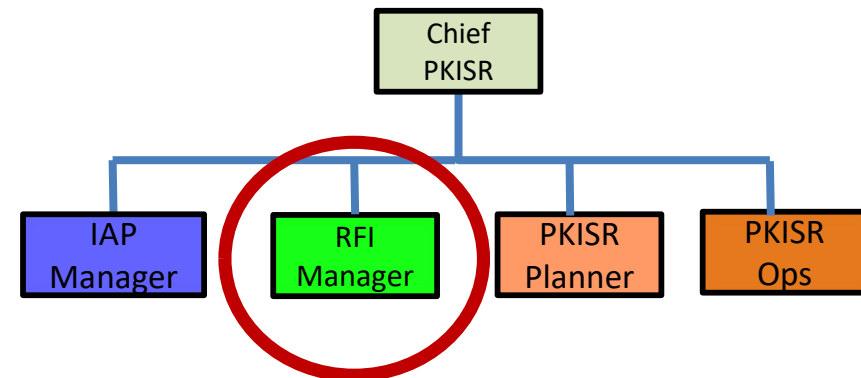 Chief
PKISR
IAP
Manager
RFI
Manager
PKISR
Planner
PKISR
Ops